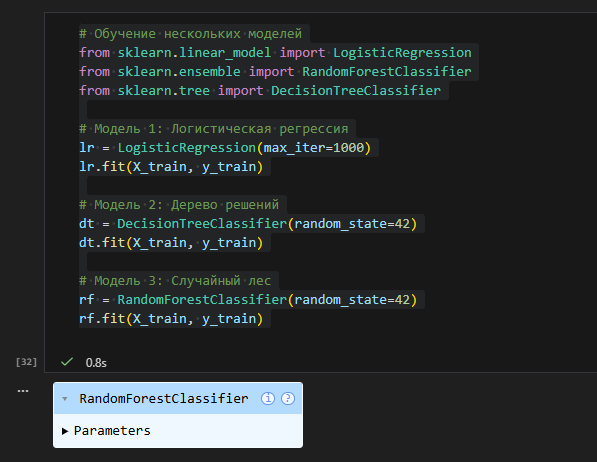 # Обучение нескольких моделей
from sklearn.linear_model import LogisticRegression
from sklearn.ensemble import RandomForestClassifier
from sklearn.tree import DecisionTreeClassifier
# Модель 1: Логистическая регрессия
lr = LogisticRegression(max_iter=1000)
lr.fit(X_train, y_train)
# Модель 2: Дерево решений
dt = DecisionTreeClassifier(random_state=42)
dt.fit(X_train, y_train)
# Модель 3: Случайный лес
rf = RandomForestClassifier(random_state=42)
rf.fit(X_train, y_train)
[32] 0.8s
... RandomForestClassifier i ?
Parameters